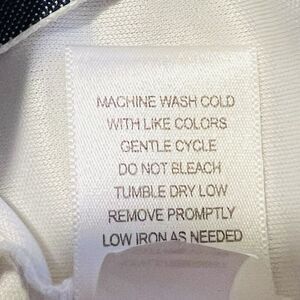 MACHINE WASH COLD
WITH LIKE COLORS
GENTLE CYCLE
DO NOT BLEACH
TUMBLE DRY LOW
REMOVE PROMPTLY
LOW IRON AS NEEDED